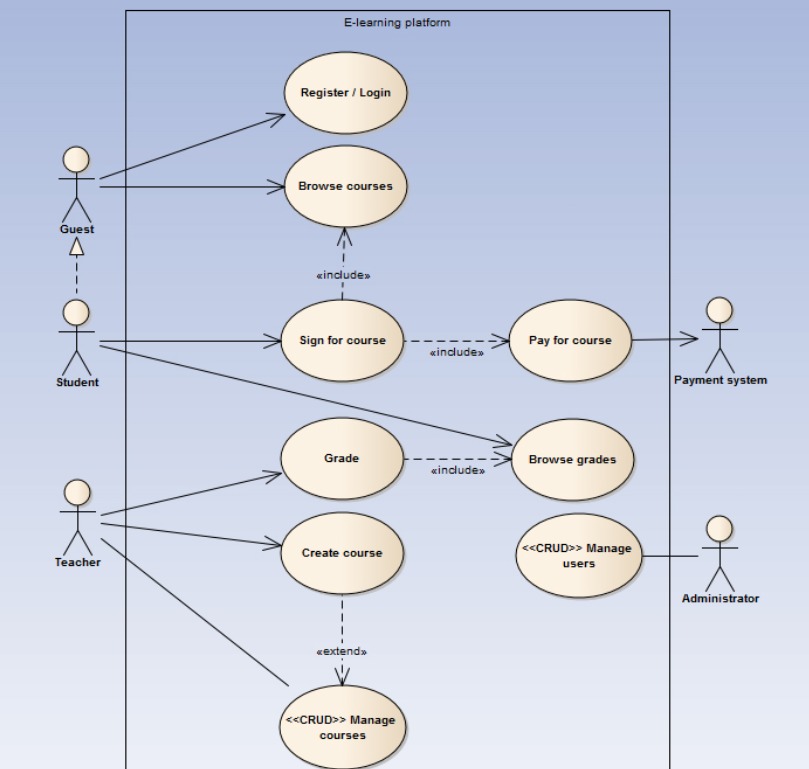 E-learning platform
Register / Login
Browse courses
Guest
«include»
Sign for course
«include»
Pay for course
Student
Payment system
Grade
«include»
Browse grades
Teacher
Create course
<<CRUD>> Manage
users
Administrator
«extend»
<<CRUD>> Manage
courses